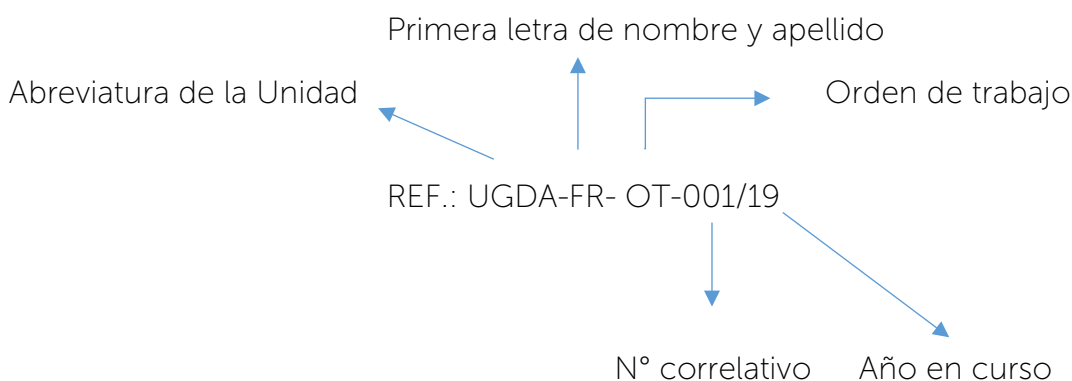 Primera letra de nombre y apellido
Abreviatura de la Unidad
Orden de trabajo
REF.: UGDA-FR- OT-001/19
N° correlativo
Año en curso